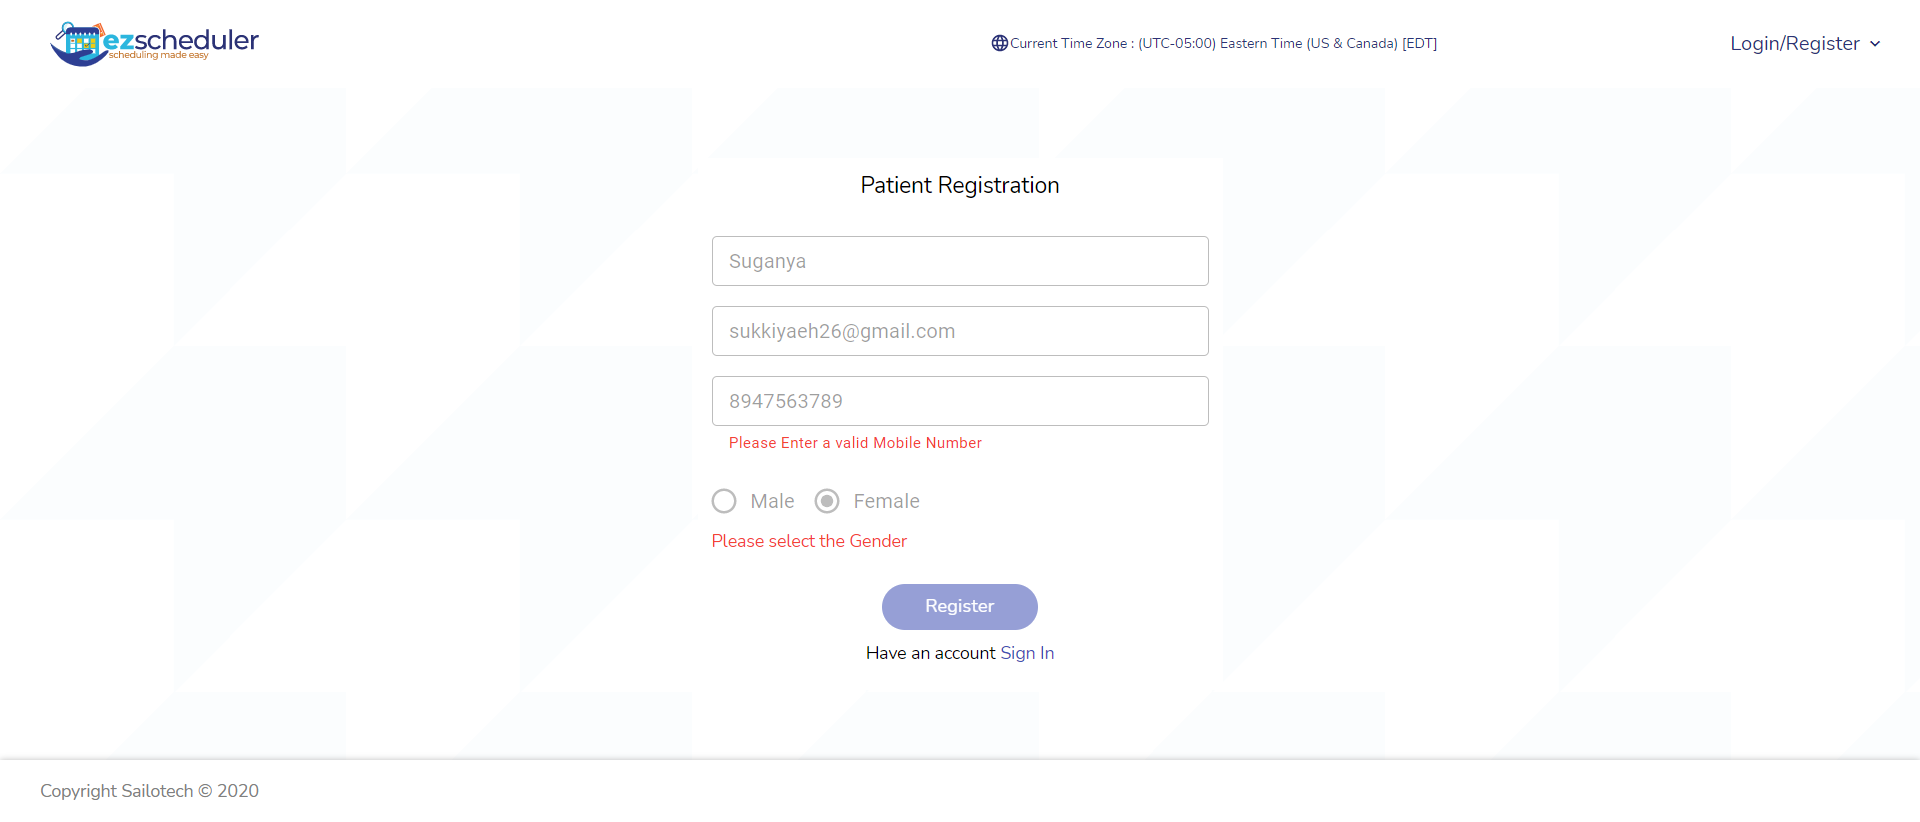 ezscheduler
scheduling made easy
Current Time Zone : (UTC-05:00) Eastern Time (US & Canada) [EDT]
Login/Register
Patient Registration
Suganya
sukkiyaeh26@gmail.com
8947563789
Please Enter a valid Mobile Number
Male Female
Please select the Gender
Register
Have an account Sign In
Copyright Sailotech © 2020